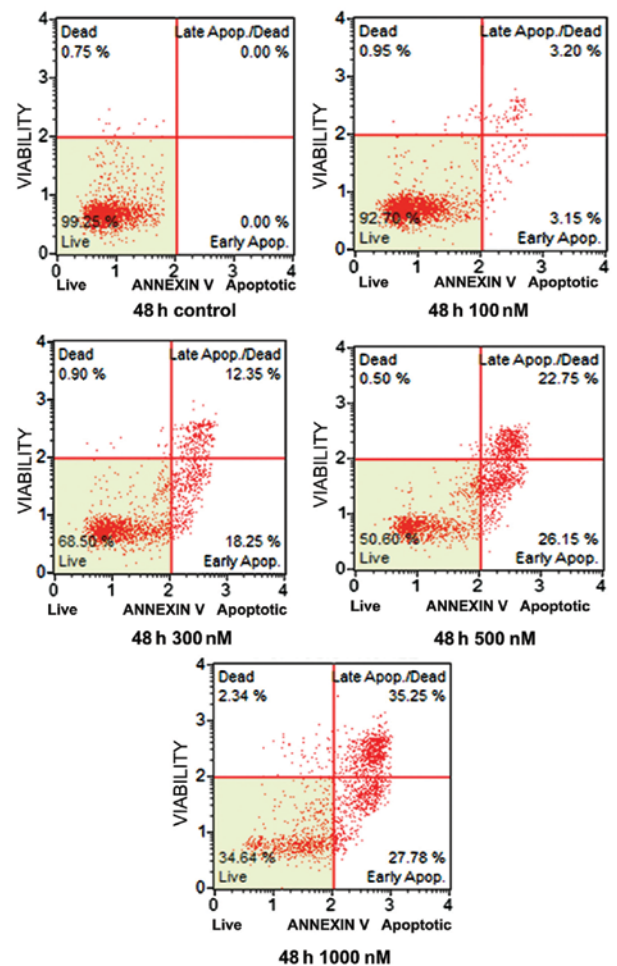 Dead Late Apop./Dead
0.75 % 0.00 %
99.25 % 0.00 %
Live Early Apop.
VIABILITY
4
3
2
1
0
0 1 2 3 4
Live ANNEXIN V Apoptotic
48 h control
Dead Late Apop./Dead
0.95 % 3.20 %
92.70 % 3.15 %
Live Early Apop.
VIABILITY
4
3
2
1
0
0 1 2 3 4
Live ANNEXIN V Apoptotic
48 h 100 nM
Dead Late Apop./Dead
0.90 % 12.35 %
68.50 % 18.25 %
Live Early Apop.
VIABILITY
4
3
2
1
0
0 1 2 3 4
Live ANNEXIN V Apoptotic
48 h 300 nM
Dead Late Apop./Dead
0.50 % 22.75 %
50.60 % 26.15 %
Live Early Apop.
VIABILITY
4
3
2
1
0
0 1 2 3 4
Live ANNEXIN V Apoptotic
48 h 500 nM
Dead Late Apop./Dead
2.34 % 35.25 %
34.64 % 27.78 %
Live Early Apop.
VIABILITY
4
3
2
1
0
0 1 2 3 4
Live ANNEXIN V Apoptotic
48 h 1000 nM